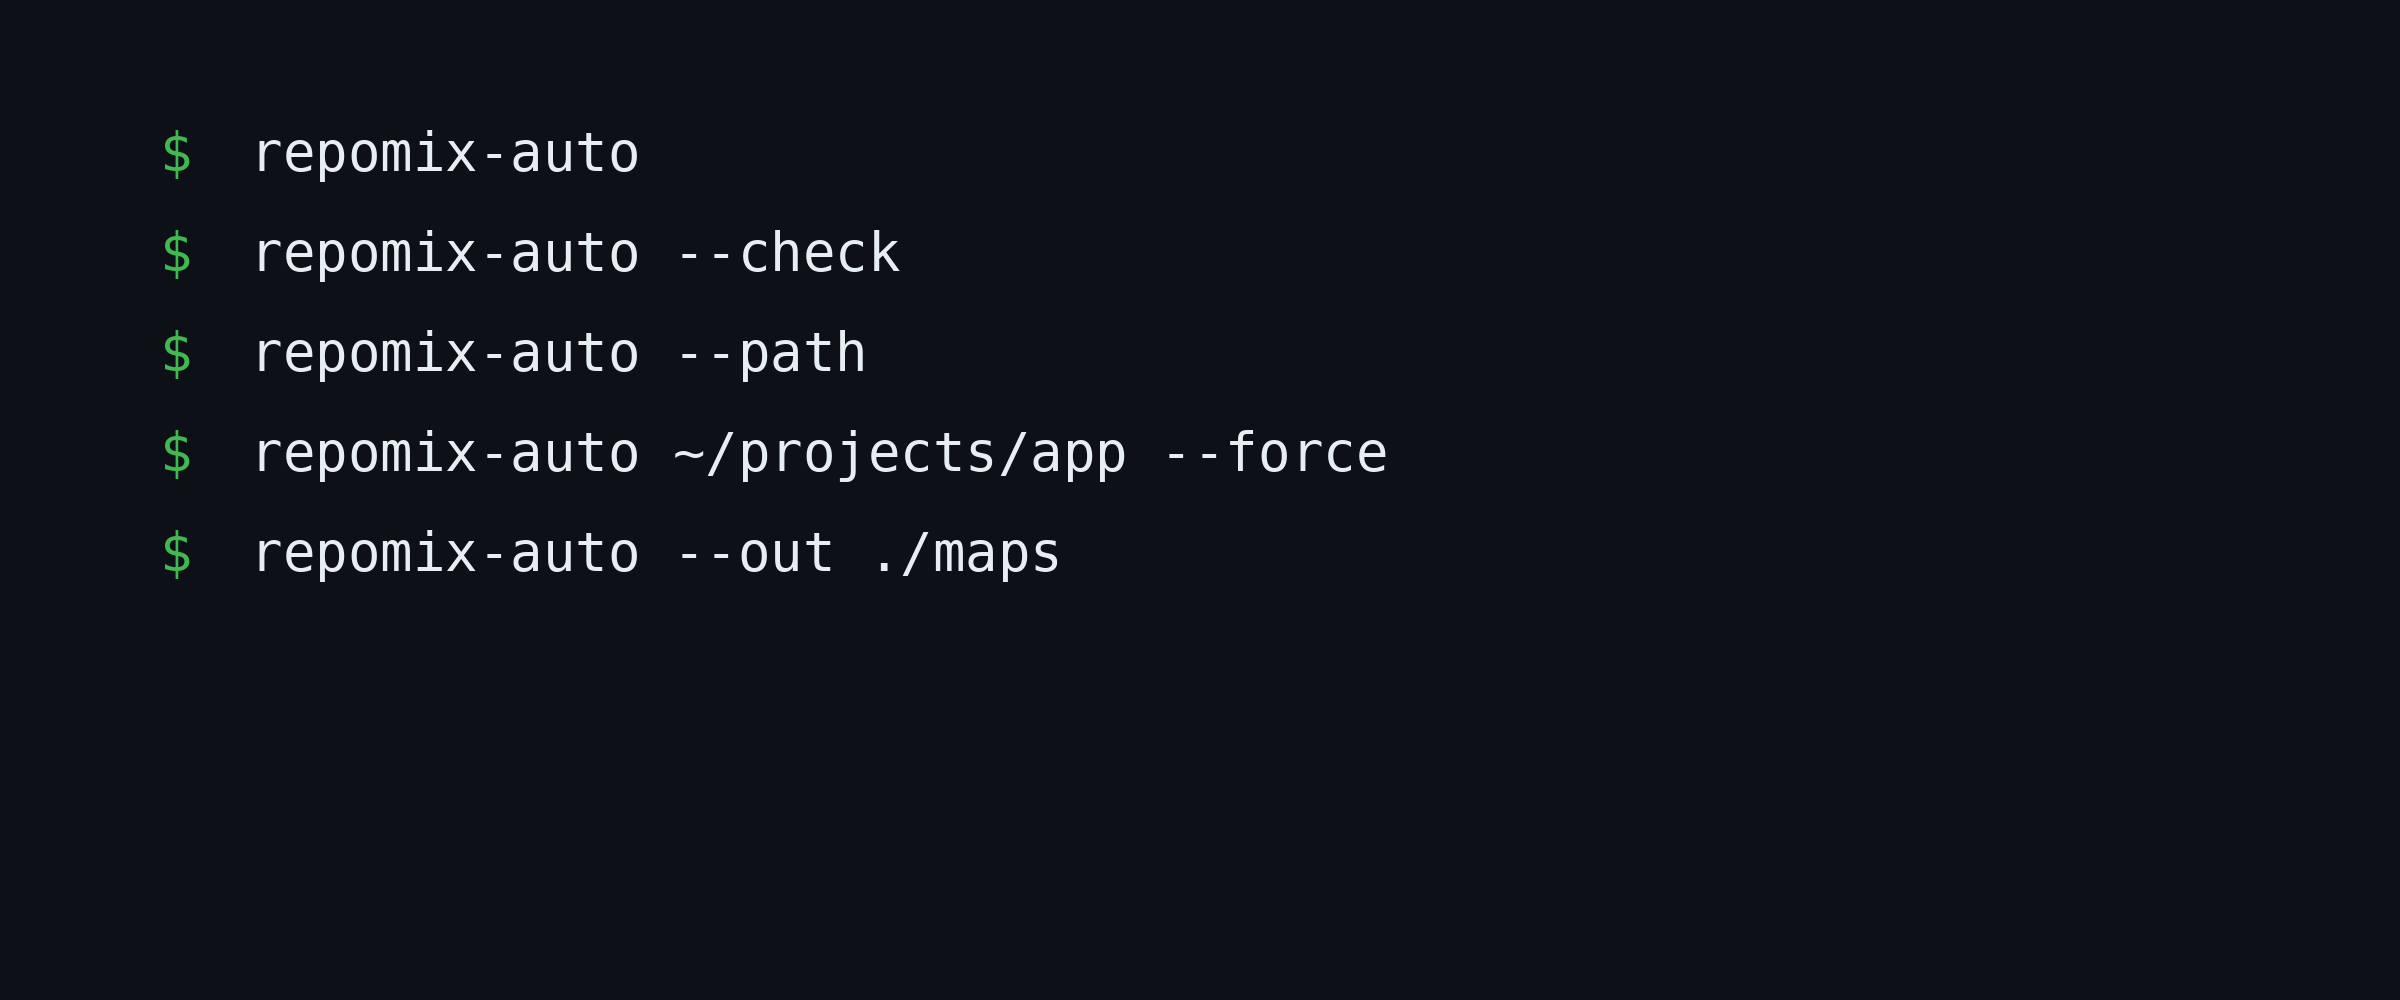 $ repomix-auto
$ repomix-auto --check
$ repomix-auto --path
$ repomix-auto ~/projects/app --force
$ repomix-auto --out ./maps